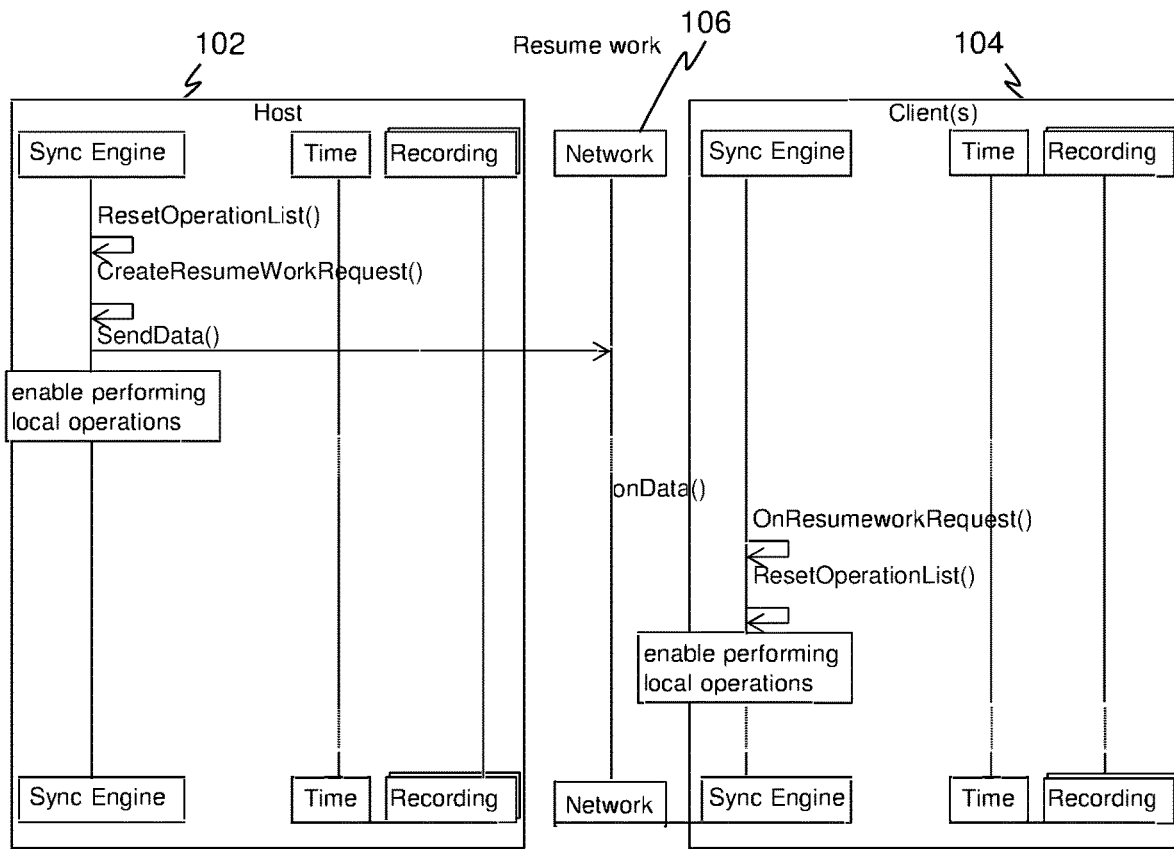 102
Resume work
106
104
Host
Client(s)
Sync Engine
Time
Recording
Network
Sync Engine
Time
Recording
ResetOperationList()
CreateResumeWorkRequest()
SendData()
enable performing
local operations
onData()
OnResumeworkRequest()
ResetOperationList()
enable performing
local operations
Sync Engine
Time
Recording
Network
Sync Engine
Time
Recording